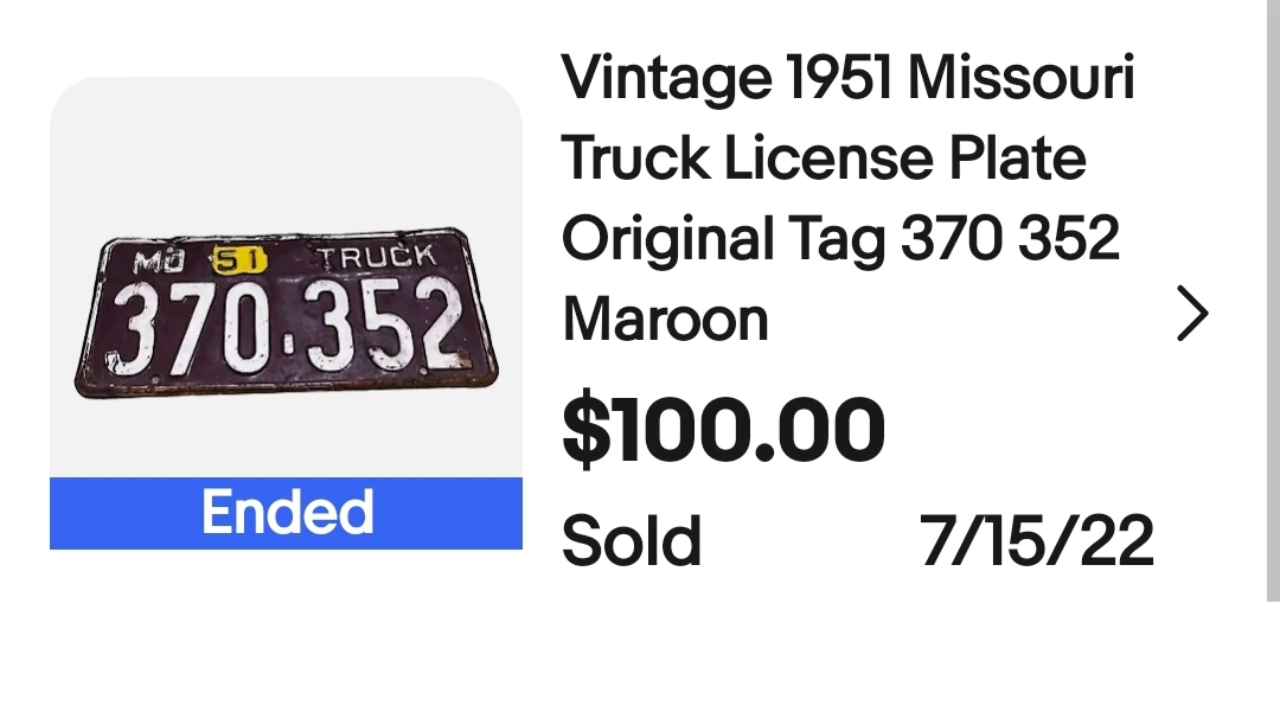 Vintage 1951 Missouri
Truck License Plate
Original Tag 370 352
Maroon
$100.00
Sold 7/15/22
MO 51 TRUCK
370 352
Ended